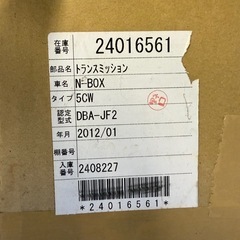 在庫番号 24016561
部品名 トランスミッション
車名 N-BOX
タイプ 5CW
認定型式 DBA-JF2
年月 2012/01
棚番号
入庫番号 2408227
*24016561*